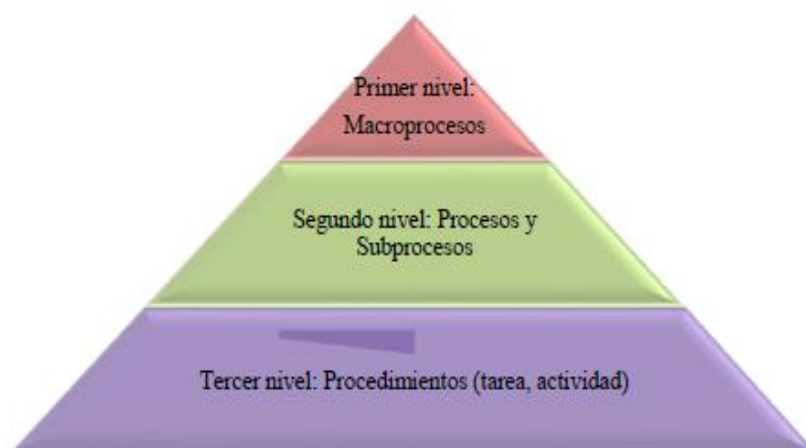 Primer nivel:
Macroprocesos
Segundo nivel: Procesos y
Subprocesos
Tercer nivel: Procedimientos (tarea, actividad)